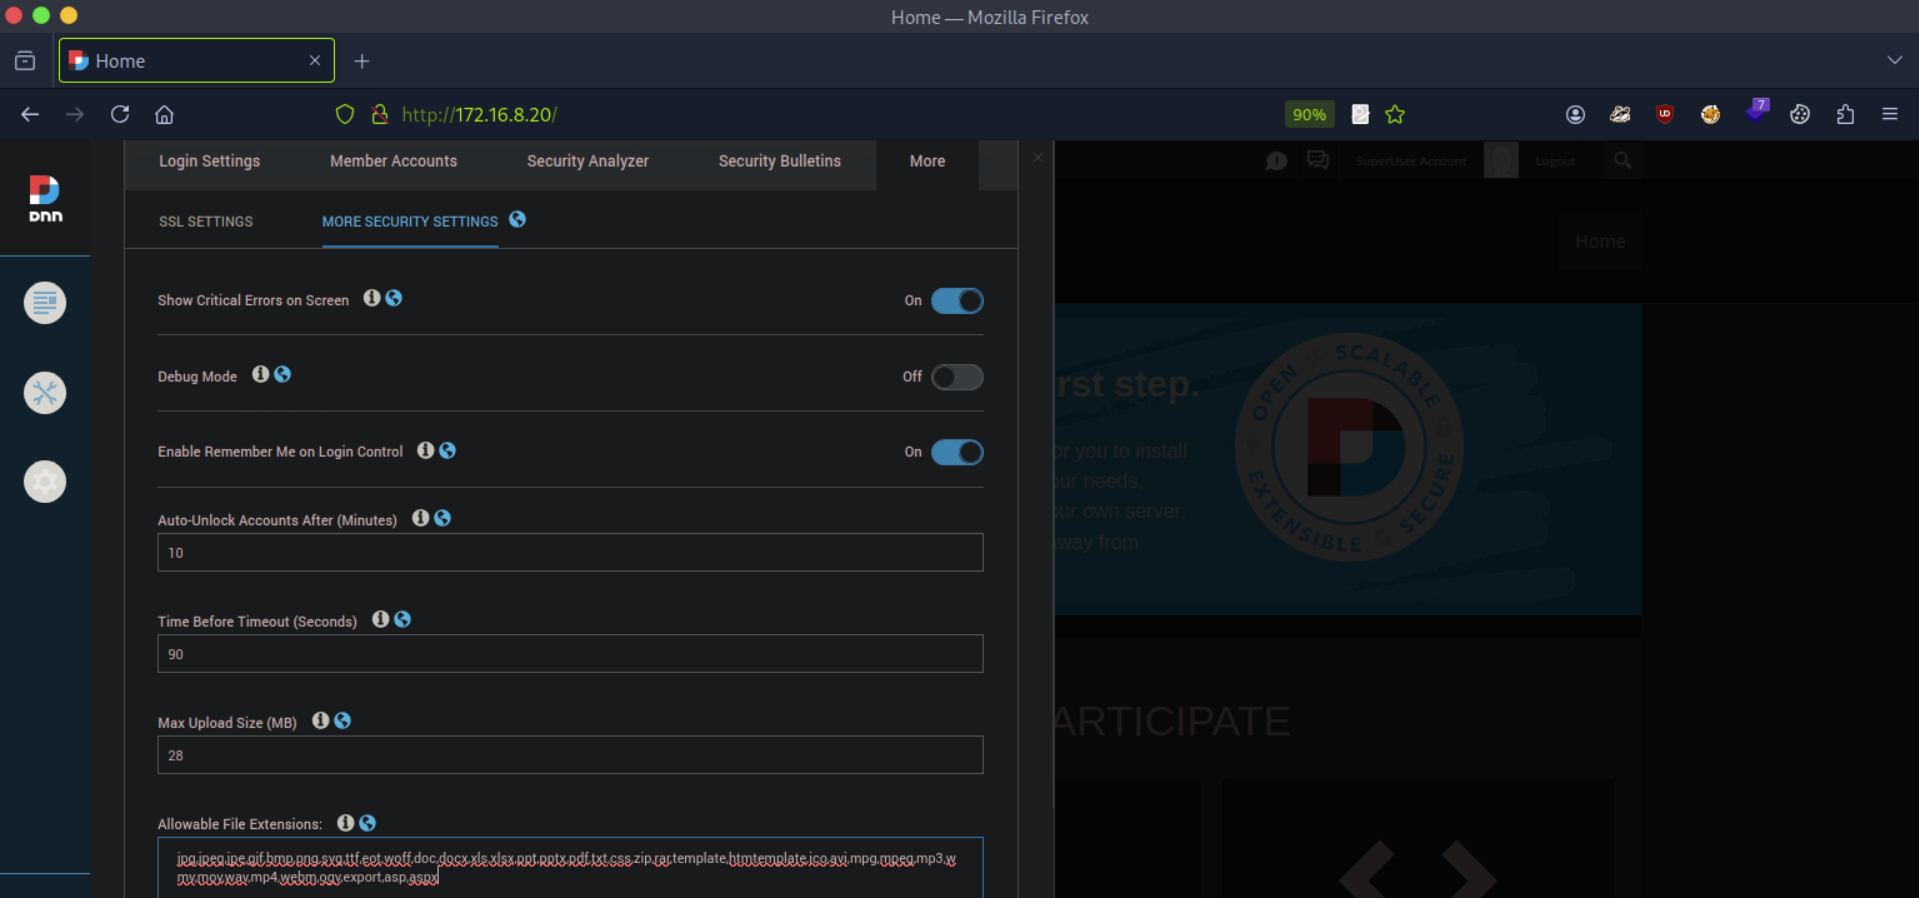 Home — Mozilla Firefox
Home
http://172.16.8.20/
90%
7
Login Settings
Member Accounts
Security Analyzer
Security Bulletins
More
SuperUser Account
Logout
DNN
SSL SETTINGS
MORE SECURITY SETTINGS
Home
Show Critical Errors on Screen
On
Debug Mode
Off
Enable Remember Me on Login Control
On
Auto-Unlock Accounts After (Minutes)
10
Time Before Timeout (Seconds)
90
Max Upload Size (MB)
28
Allowable File Extensions:
jpg,jpeg,jpe,gif,bmp,png,svg,ttf,eot,woff,doc,docx,xls,xlsx,ppt,pptx,pdf,txt,css,zip,rar,template,htmtemplate,ico,avi,mpg,mpeg,mp3,w
mv,mov,wav,mp4,webm,ogv,export,asp,aspx
rst step.
or you to install
our needs,
our own server,
way from
OPEN
SCALABLE
EXTENSIBLE
SECURE
ARTICIPATE